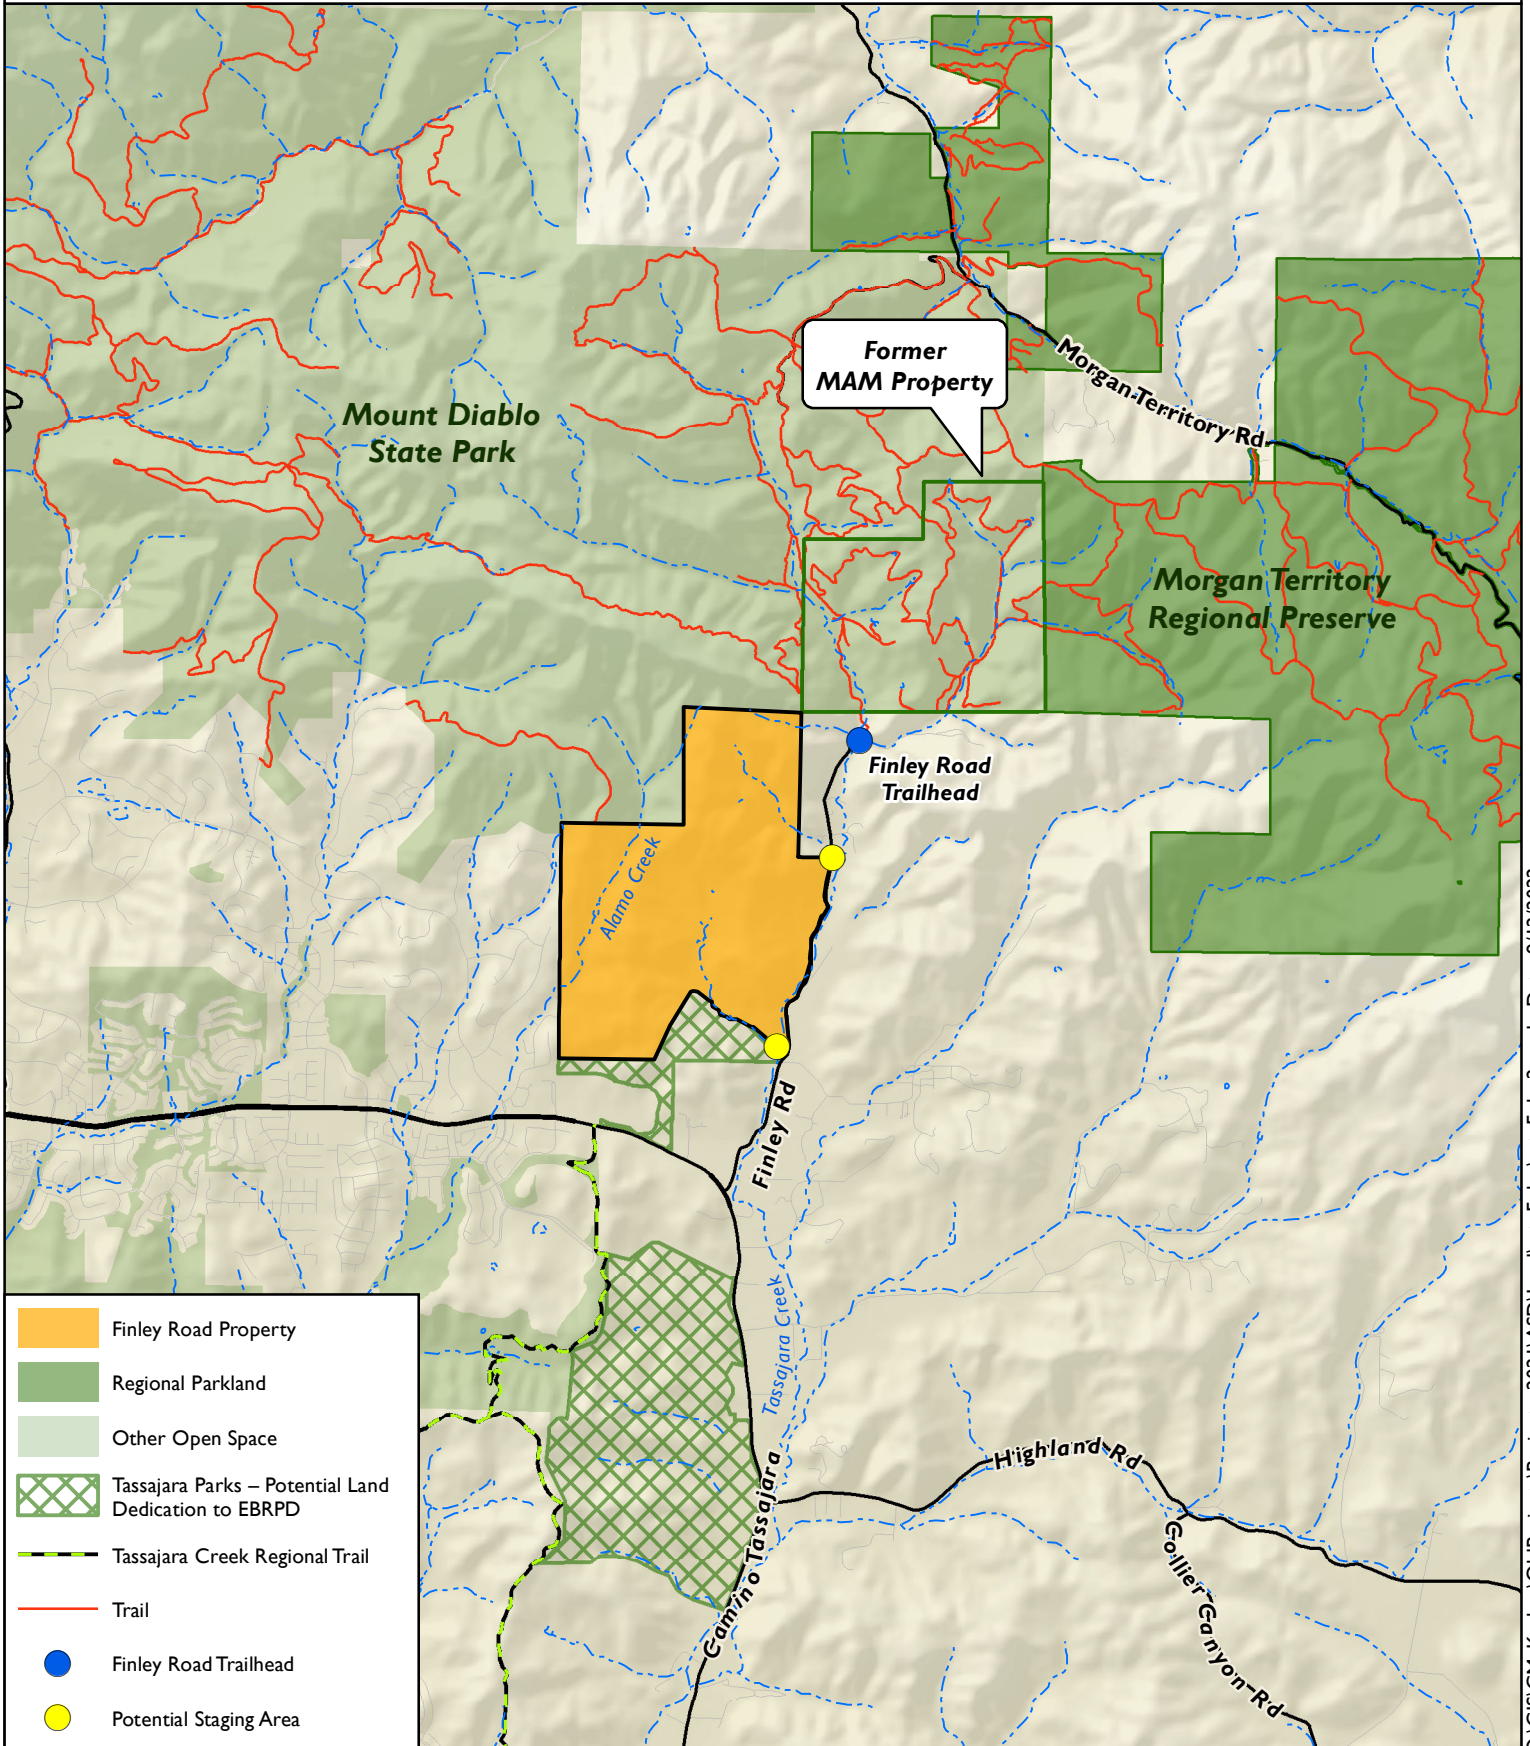 Former
MAM Property
Morgan Territory Rd
Mount Diablo
State Park
Morgan Territory
Regional Preserve
Finley Road
Trailhead
Alamo Creek
Finley Rd
Tassajara Creek
Highland Rd
Camino Tassajara
Collier Canyon Rd
Finley Road Property
Regional Parkland
Other Open Space
Tassajara Parks – Potential Land
Dedication to EBRPD
Tassajara Creek Regional Trail
Trail
Finley Road Trailhead
Potential Staging Area